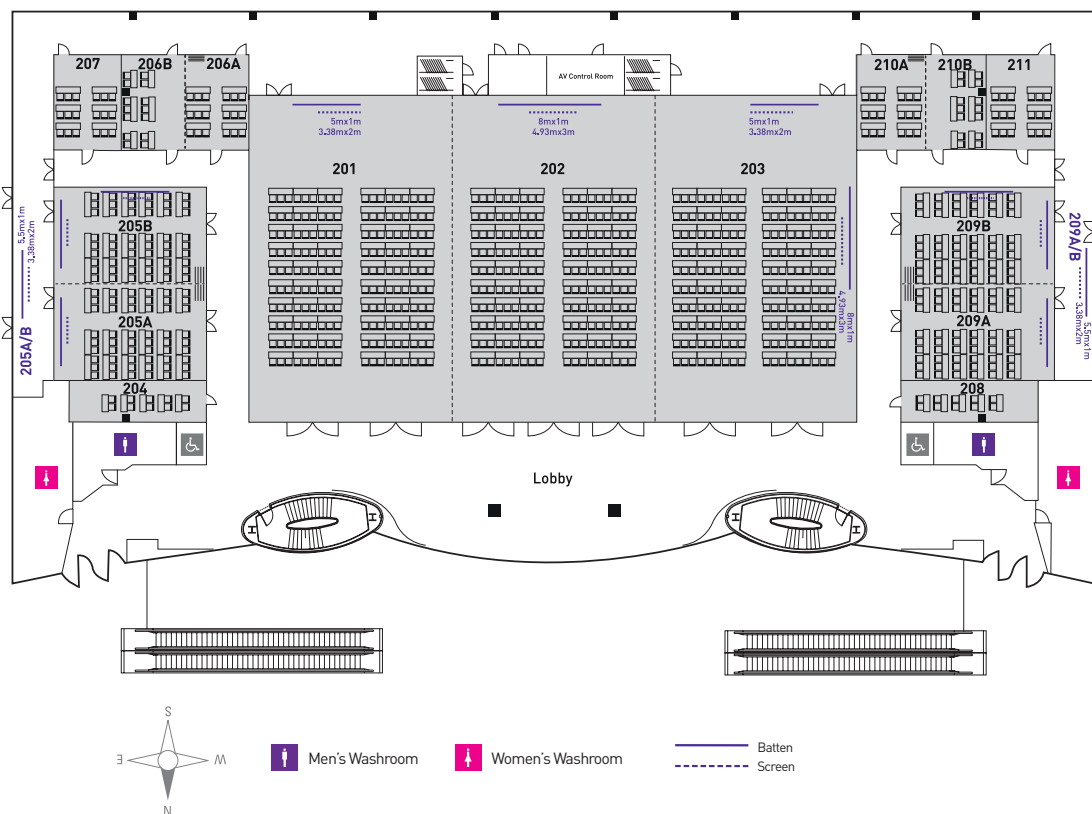 207
206B
206A
AV Control Room
210A
210B
211
5mx1m
3.38mx2m
8mx1m
4.93mx3m
5mx1m
3.38mx2m
201
202
203
205B
209B
205A/B
5.5mx1m
3.38mx2m
209A/B
5.5mx1m
3.38mx2m
8mx1m
4.93mx3m
205A
209A
204
208
Lobby
H
H
H
H
S
E
W
N
Men's Washroom
Women's Washroom
Batten
Screen